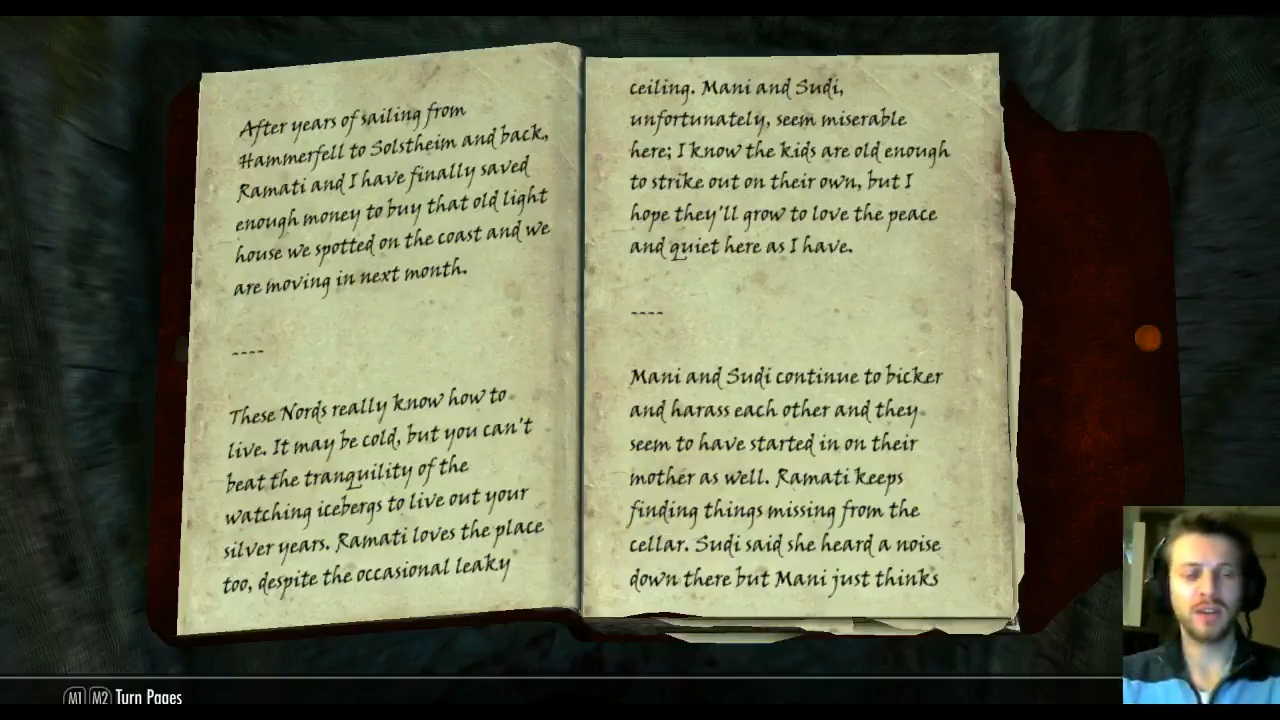 After years of sailing from
Hammerfell to Solstheim and back,
Ramati and I have finally saved
enough money to buy that old light
house we spotted on the coast and we
are moving in next month.
----
These Nords really know how to
live. It may be cold, but you can't
beat the tranquility of the
watching icebergs to live out your
silver years. Ramati loves the place
too, despite the occasional leaky
ceiling. Mani and Sudi,
unfortunately, seem miserable
here; I know the kids are old enough
to strike out on their own, but I
hope they'll grow to love the peace
and quiet here as I have.
----
Mani and Sudi continue to bicker
and harass each other and they
seem to have started in on their
mother as well. Ramati keeps
finding things missing from the
cellar. Sudi said she heard a noise
down there but Mani just thinks
M1 M2 Turn Pages